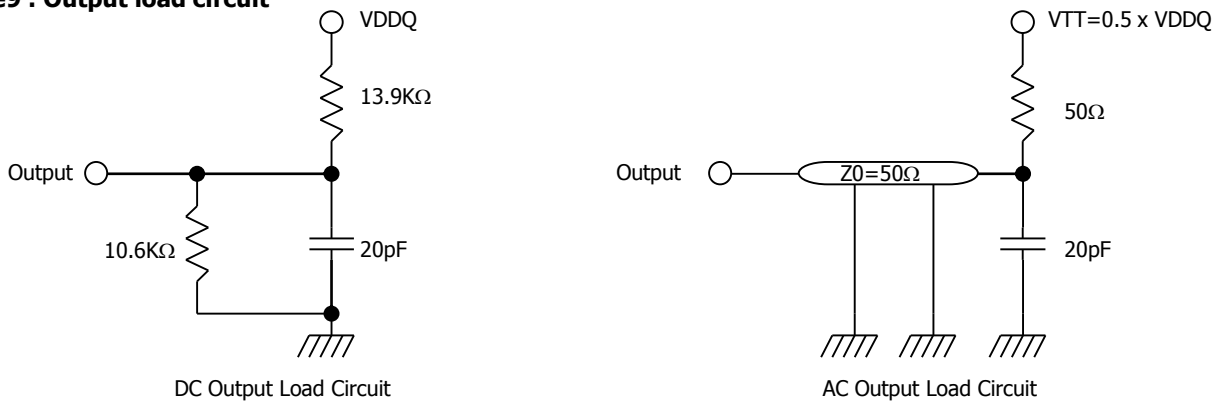 : Output load circuit
VDDQ
13.9KΩ
Output
10.6KΩ
20pF
DC Output Load Circuit
VTT=0.5 x VDDQ
50Ω
Output
Z0=50Ω
20pF
AC Output Load Circuit